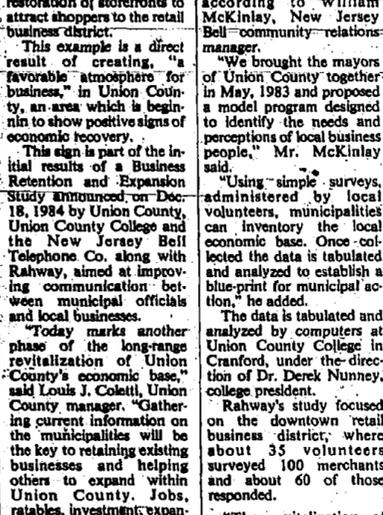 restoration of storefronts to
attract shoppers to the retail
business district.
This example is a direct
result of creating, "a
favorable atmosphere for
business," in Union Coun-
ty, an area which is begin-
nin to show positive signs of
economic recovery.
This sign is part of the in-
itial results of a Business
Retention and Expansion
Study announced on Dec.
18, 1984 by Union County,
Union County College and
the New Jersey Bell
Telephone Co. along with
Rahway, aimed at improv-
ing communication bet-
ween municipal officials
and local businesses.
"Today marks another
phase of the long-range
revitalization of Union
County's economic base,"
said Louis J. Coletti, Union
County manager. "Gather-
ing current information on
the municipalities will be
the key to retaining existing
businesses and helping
others to expand within
Union County. Jobs,
ratables, investment, expan-
according to William
McKinlay, New Jersey
Bell community relations
manager.
"We brought the mayors
of Union County together
in May, 1983 and proposed
a model program designed
to identify the needs and
perceptions of local business
people," Mr. McKinlay
said.
"Using simple surveys,
administered by local
volunteers, municipalities
can inventory the local
economic base. Once col-
lected the data is tabulated
and analyzed to establish a
blue-print for municipal ac-
tion," he added.
The data is tabulated and
analyzed by computers at
Union County College in
Cranford, under the direc-
tion of Dr. Derek Nunney,
college president.
Rahway's study focused
on the downtown retail
business district, where
about 35 volunteers
surveyed 100 merchants
and about 60 of those
responded.